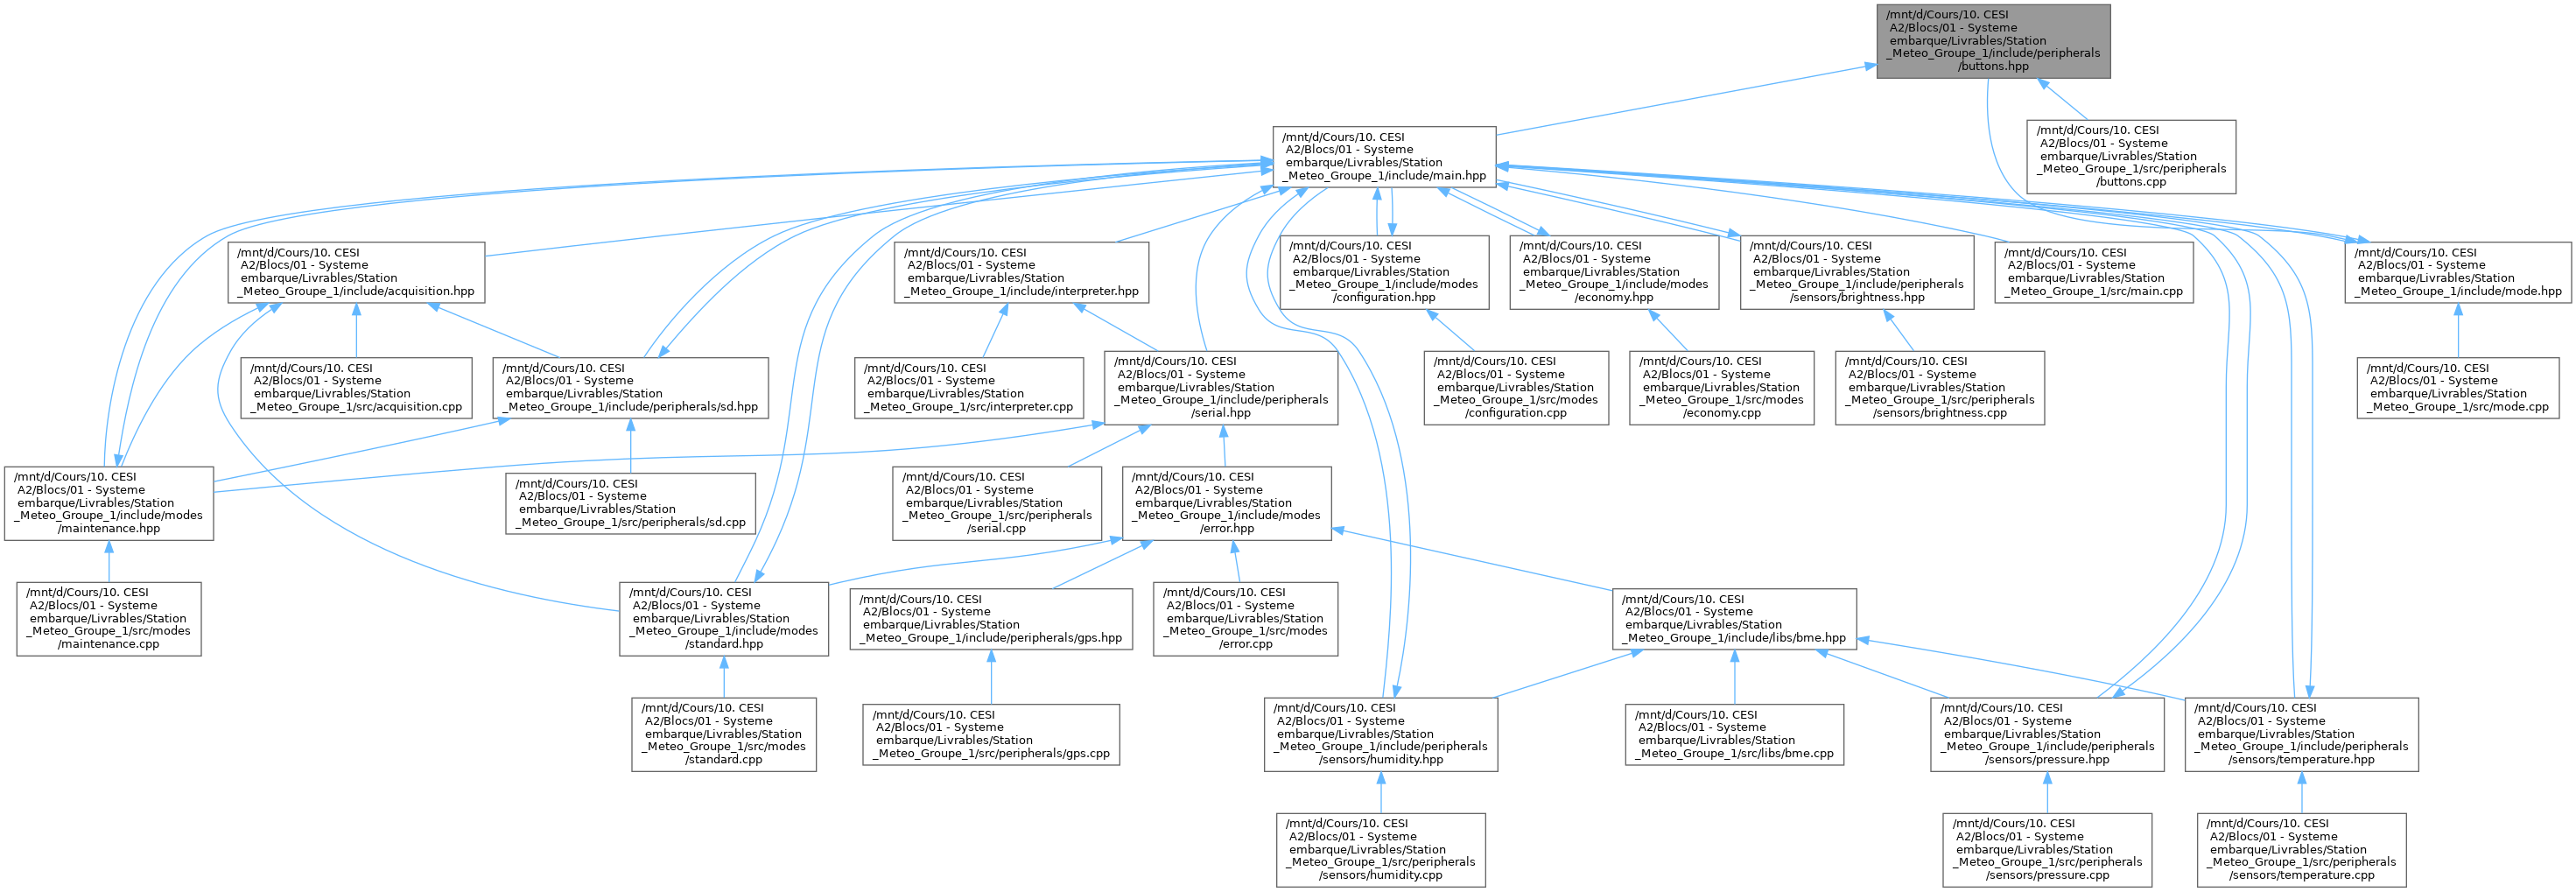 /mnt/d/Cours/10. CESI
A2/Blocs/01 - Systeme
embarque/Livrables/Station
_Meteo_Groupe_1/include/peripherals
/buttons.hpp
/mnt/d/Cours/10. CESI
A2/Blocs/01 - Systeme
embarque/Livrables/Station
_Meteo_Groupe_1/include/main.hpp
/mnt/d/Cours/10. CESI
A2/Blocs/01 - Systeme
embarque/Livrables/Station
_Meteo_Groupe_1/src/peripherals
/buttons.cpp
/mnt/d/Cours/10. CESI
A2/Blocs/01 - Systeme
embarque/Livrables/Station
_Meteo_Groupe_1/include/acquisition.hpp
/mnt/d/Cours/10. CESI
A2/Blocs/01 - Systeme
embarque/Livrables/Station
_Meteo_Groupe_1/include/interpreter.hpp
/mnt/d/Cours/10. CESI
A2/Blocs/01 - Systeme
embarque/Livrables/Station
_Meteo_Groupe_1/include/modes
/configuration.hpp
/mnt/d/Cours/10. CESI
A2/Blocs/01 - Systeme
embarque/Livrables/Station
_Meteo_Groupe_1/include/modes
/economy.hpp
/mnt/d/Cours/10. CESI
A2/Blocs/01 - Systeme
embarque/Livrables/Station
_Meteo_Groupe_1/include/peripherals
/sensors/brightness.hpp
/mnt/d/Cours/10. CESI
A2/Blocs/01 - Systeme
embarque/Livrables/Station
_Meteo_Groupe_1/src/main.cpp
/mnt/d/Cours/10. CESI
A2/Blocs/01 - Systeme
embarque/Livrables/Station
_Meteo_Groupe_1/include/mode.hpp
/mnt/d/Cours/10. CESI
A2/Blocs/01 - Systeme
embarque/Livrables/Station
_Meteo_Groupe_1/src/acquisition.cpp
/mnt/d/Cours/10. CESI
A2/Blocs/01 - Systeme
embarque/Livrables/Station
_Meteo_Groupe_1/include/peripherals/sd.hpp
/mnt/d/Cours/10. CESI
A2/Blocs/01 - Systeme
embarque/Livrables/Station
_Meteo_Groupe_1/src/interpreter.cpp
/mnt/d/Cours/10. CESI
A2/Blocs/01 - Systeme
embarque/Livrables/Station
_Meteo_Groupe_1/include/peripherals
/serial.hpp
/mnt/d/Cours/10. CESI
A2/Blocs/01 - Systeme
embarque/Livrables/Station
_Meteo_Groupe_1/src/modes
/configuration.cpp
/mnt/d/Cours/10. CESI
A2/Blocs/01 - Systeme
embarque/Livrables/Station
_Meteo_Groupe_1/src/modes
/economy.cpp
/mnt/d/Cours/10. CESI
A2/Blocs/01 - Systeme
embarque/Livrables/Station
_Meteo_Groupe_1/src/peripherals
/sensors/brightness.cpp
/mnt/d/Cours/10. CESI
A2/Blocs/01 - Systeme
embarque/Livrables/Station
_Meteo_Groupe_1/src/mode.cpp
/mnt/d/Cours/10. CESI
A2/Blocs/01 - Systeme
embarque/Livrables/Station
_Meteo_Groupe_1/include/modes
/maintenance.hpp
/mnt/d/Cours/10. CESI
A2/Blocs/01 - Systeme
embarque/Livrables/Station
_Meteo_Groupe_1/src/peripherals/sd.cpp
/mnt/d/Cours/10. CESI
A2/Blocs/01 - Systeme
embarque/Livrables/Station
_Meteo_Groupe_1/src/peripherals
/serial.cpp
/mnt/d/Cours/10. CESI
A2/Blocs/01 - Systeme
embarque/Livrables/Station
_Meteo_Groupe_1/include/modes
/error.hpp
/mnt/d/Cours/10. CESI
A2/Blocs/01 - Systeme
embarque/Livrables/Station
_Meteo_Groupe_1/src/modes
/maintenance.cpp
/mnt/d/Cours/10. CESI
A2/Blocs/01 - Systeme
embarque/Livrables/Station
_Meteo_Groupe_1/include/modes
/standard.hpp
/mnt/d/Cours/10. CESI
A2/Blocs/01 - Systeme
embarque/Livrables/Station
_Meteo_Groupe_1/include/peripherals/gps.hpp
/mnt/d/Cours/10. CESI
A2/Blocs/01 - Systeme
embarque/Livrables/Station
_Meteo_Groupe_1/src/modes
/error.cpp
/mnt/d/Cours/10. CESI
A2/Blocs/01 - Systeme
embarque/Livrables/Station
_Meteo_Groupe_1/include/libs/bme.hpp
/mnt/d/Cours/10. CESI
A2/Blocs/01 - Systeme
embarque/Livrables/Station
_Meteo_Groupe_1/src/modes
/standard.cpp
/mnt/d/Cours/10. CESI
A2/Blocs/01 - Systeme
embarque/Livrables/Station
_Meteo_Groupe_1/src/peripherals/gps.cpp
/mnt/d/Cours/10. CESI
A2/Blocs/01 - Systeme
embarque/Livrables/Station
_Meteo_Groupe_1/include/peripherals
/sensors/humidity.hpp
/mnt/d/Cours/10. CESI
A2/Blocs/01 - Systeme
embarque/Livrables/Station
_Meteo_Groupe_1/src/libs/bme.cpp
/mnt/d/Cours/10. CESI
A2/Blocs/01 - Systeme
embarque/Livrables/Station
_Meteo_Groupe_1/include/peripherals
/sensors/pressure.hpp
/mnt/d/Cours/10. CESI
A2/Blocs/01 - Systeme
embarque/Livrables/Station
_Meteo_Groupe_1/include/peripherals
/sensors/temperature.hpp
/mnt/d/Cours/10. CESI
A2/Blocs/01 - Systeme
embarque/Livrables/Station
_Meteo_Groupe_1/src/peripherals
/sensors/humidity.cpp
/mnt/d/Cours/10. CESI
A2/Blocs/01 - Systeme
embarque/Livrables/Station
_Meteo_Groupe_1/src/peripherals
/sensors/pressure.cpp
/mnt/d/Cours/10. CESI
A2/Blocs/01 - Systeme
embarque/Livrables/Station
_Meteo_Groupe_1/src/peripherals
/sensors/temperature.cpp